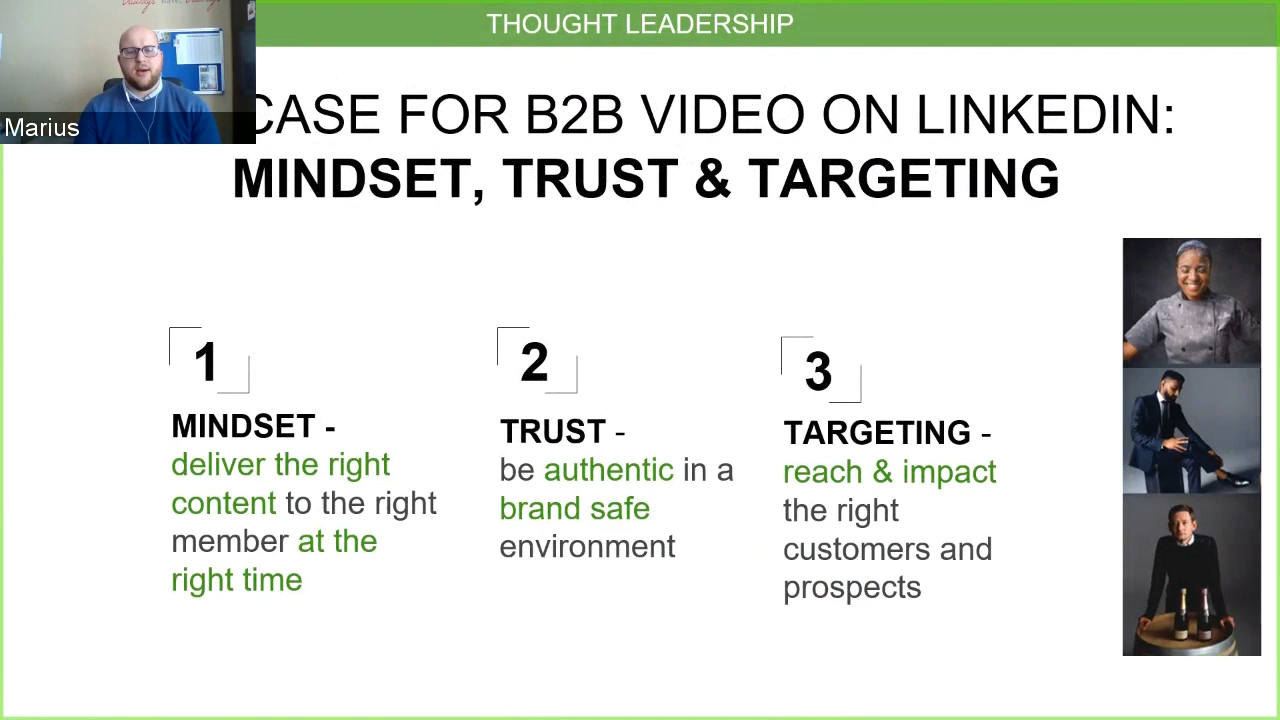 THOUGHT LEADERSHIP
Marius
CASE FOR B2B VIDEO ON LINKEDIN:
MINDSET, TRUST & TARGETING
1
MINDSET -
deliver the right
content to the right
member at the
right time
2
TRUST -
be authentic in a
brand safe
environment
3
TARGETING -
reach & impact
the right
customers and
prospects